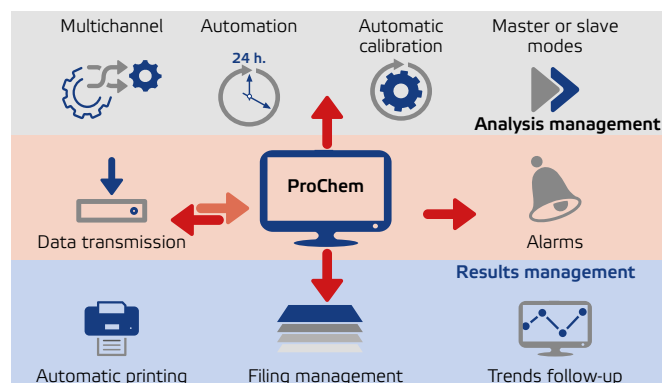 Multichannel
Automation
Automatic
calibration
Master or slave
modes
24 h.
Analysis management
ProChem
Data transmission
Alarms
Results management
Automatic printing
Filing management
Trends follow-up